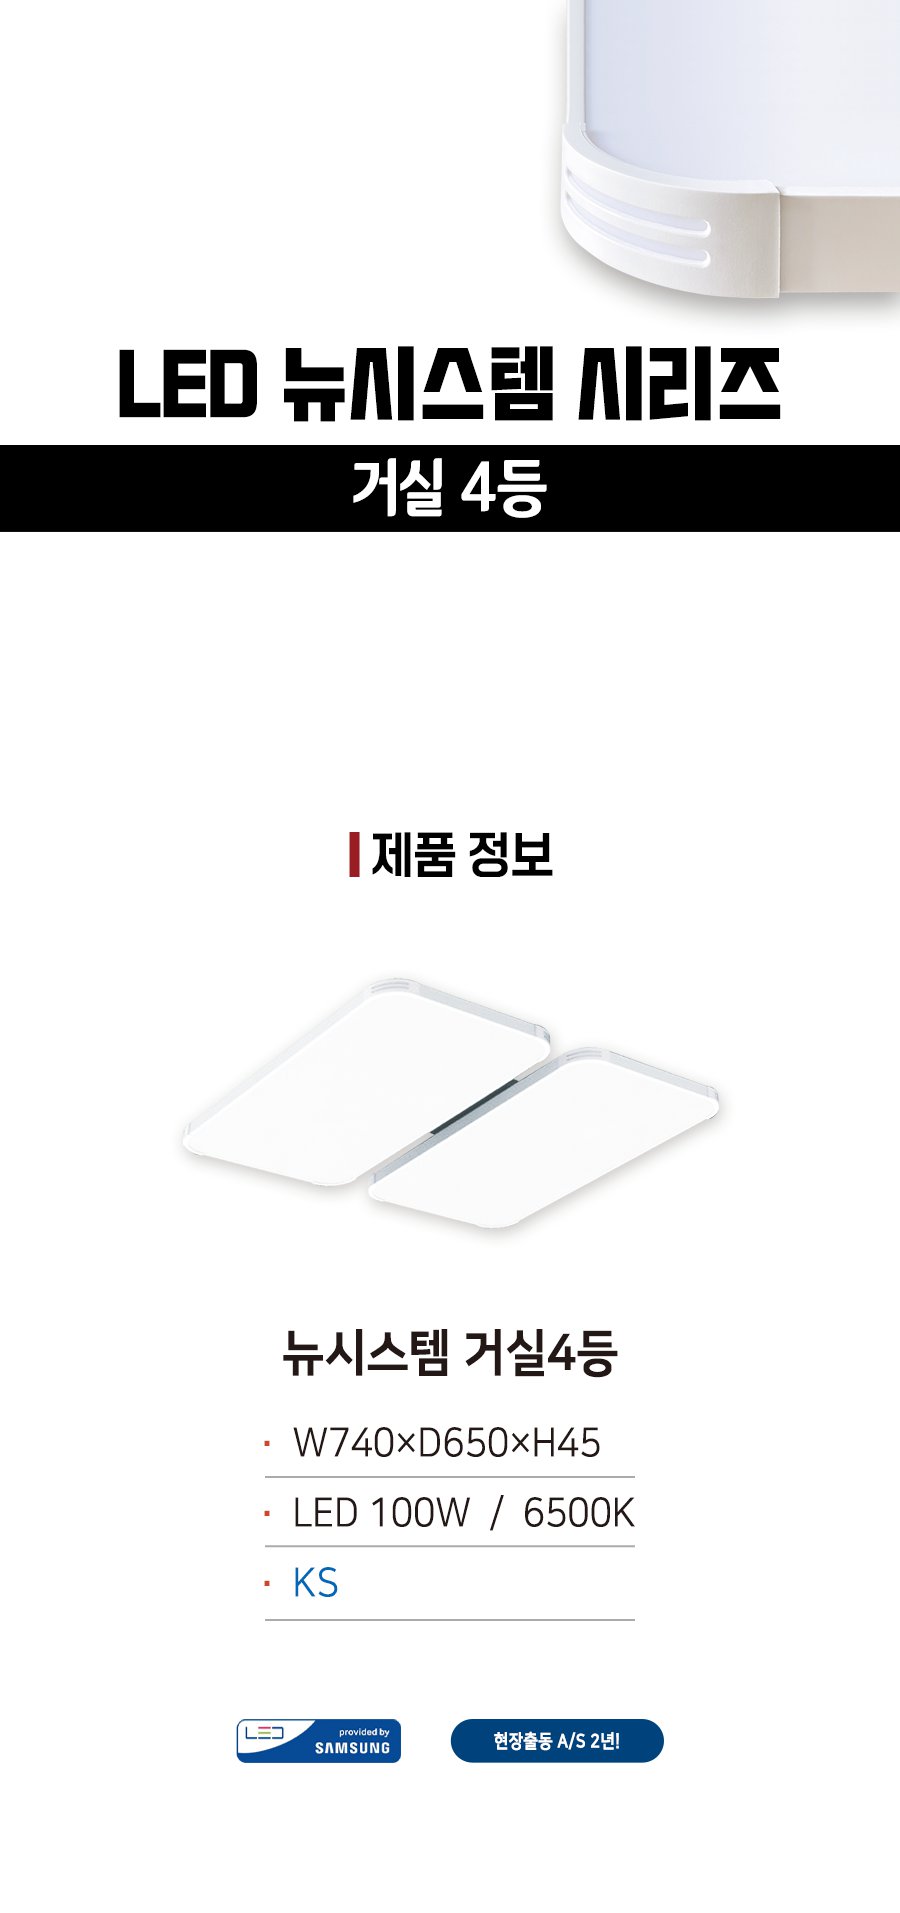 LED 뉴시스템 시리즈
거실 4등
제품 정보
뉴시스템 거실4등
· W740×D650×H45
· LED 100W / 6500K
· KS
LED provided by
SAMSUNG
현장출동 A/S 2년!